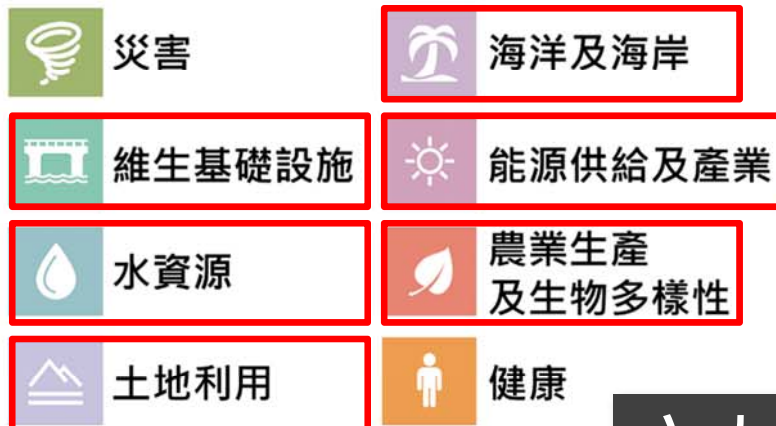 災害
海洋及海岸
維生基礎設施
能源供給及產業
水資源
農業生產
及生物多樣性
土地利用
健康